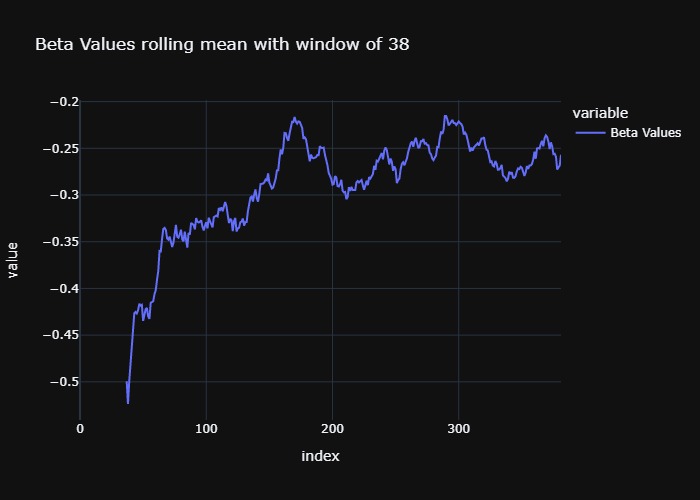 Beta Values rolling mean with window of 38
variable
Beta Values
value
−0.2
−0.25
−0.3
−0.35
−0.4
−0.45
−0.5
0
100
200
300
index